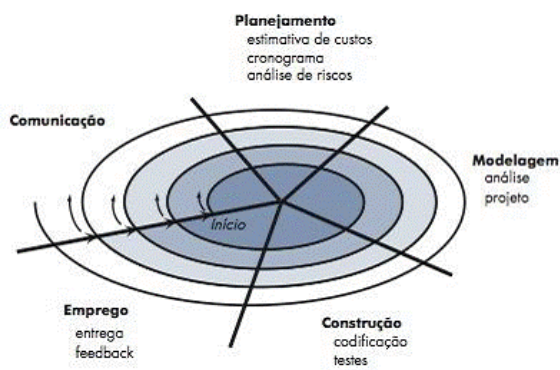 Planejamento
estimativa de custos
cronograma
análise de riscos
Comunicação
Modelagem
análise
projeto
início
Emprego
entrega
feedback
Construção
codificação
testes